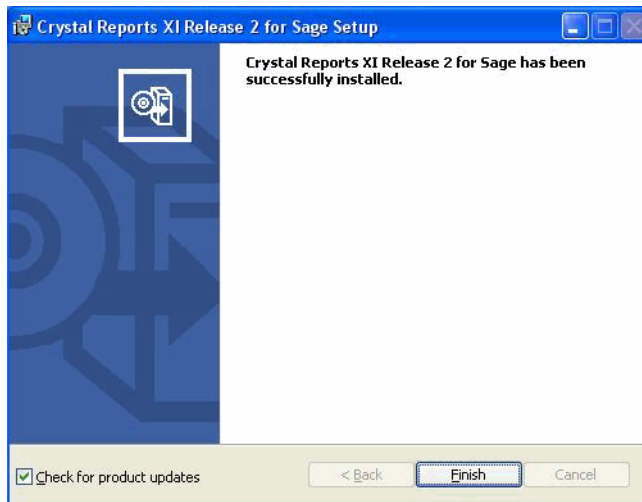 Crystal Reports XI Release 2 for Sage Setup
Crystal Reports XI Release 2 for Sage has been
successfully installed.
Check for product updates
< Back
Finish
Cancel